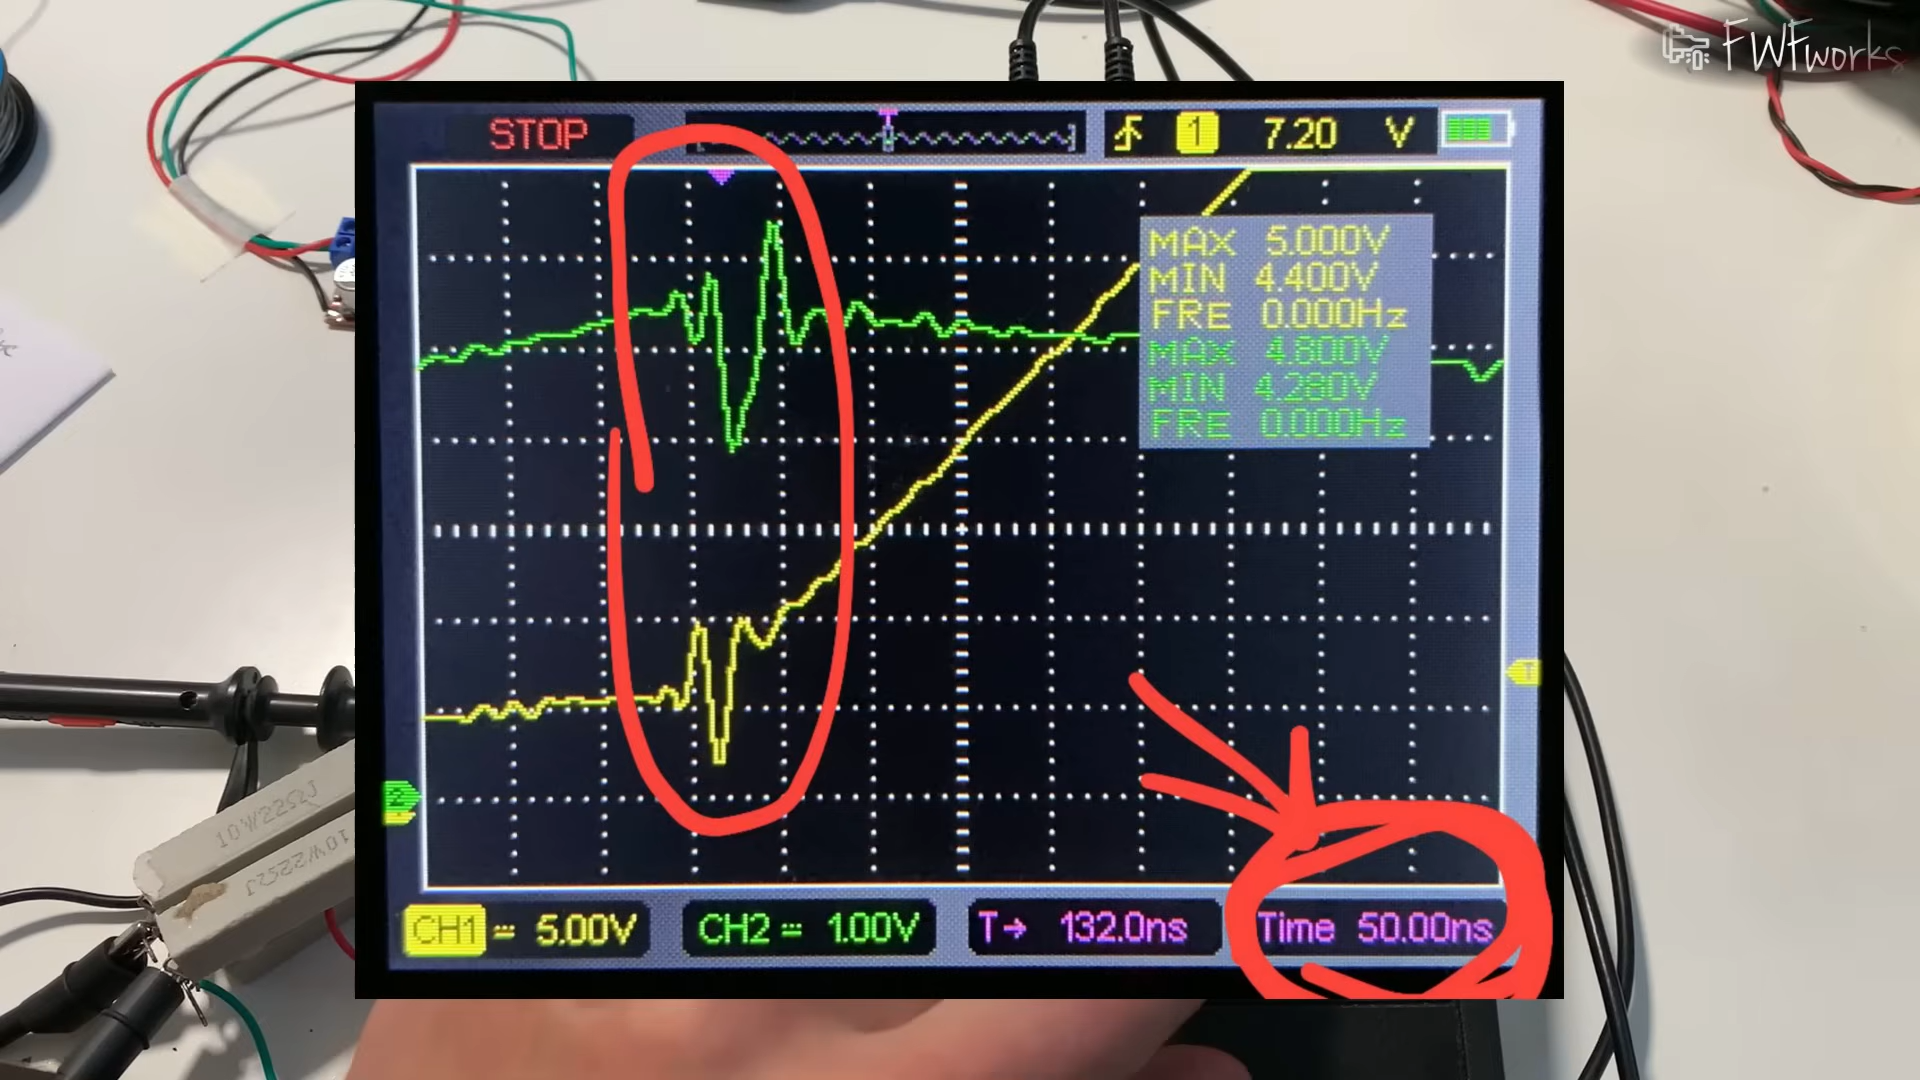 FWFworks
STOP
T
1 7.20 V
MAX 5.000V
MIN 4.400V
FRE 0.000Hz
MAX 4.800V
MIN 4.280V
FRE 0.000Hz
T
CH1 5.00V CH2 1.00V T→ 132.0ns Time 50.00ns
10W22ΩJ
10W22ΩJ